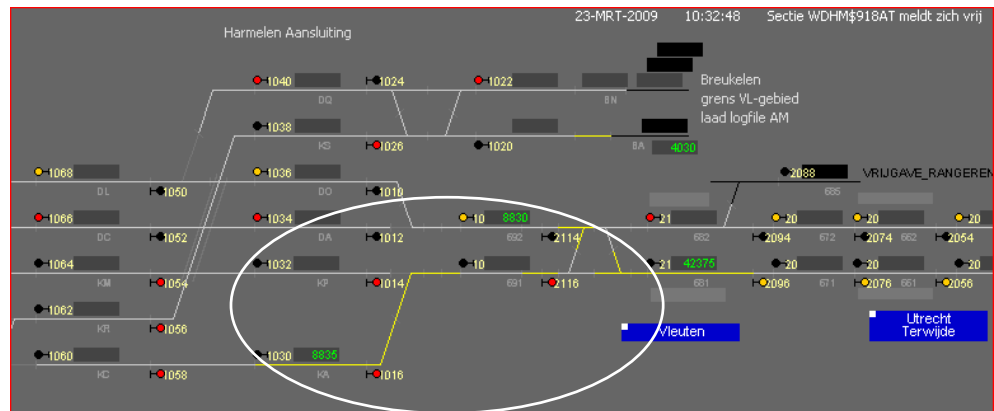 23-MRT-2009 10:32:48 Sectie WDHM$918AT meldt zich vrij
Harmelen Aansluiting
1040 1024 1022 Breukelen
DQ BN grens VL-gebied
laad logfile AM
1038
KS 1026 1020 BA 4030
1068 1036 2088 VRIJGAVE_RANGEREN
DL 1050 DO 1010 685
1066 1034 10 8830 21 20 20 20
DC 1052 DA 1012 692 2114 682 2094 672 2074 662 2054
1064 1032 10 21 42375 20 20 20
KM 1054 KP 1014 691 2116 681 2096 671 2076 661 2056
1062
KR 1056
Vleuten
Utrecht
Terwijde
1060 1030 8835
KC 1058 KA 1016